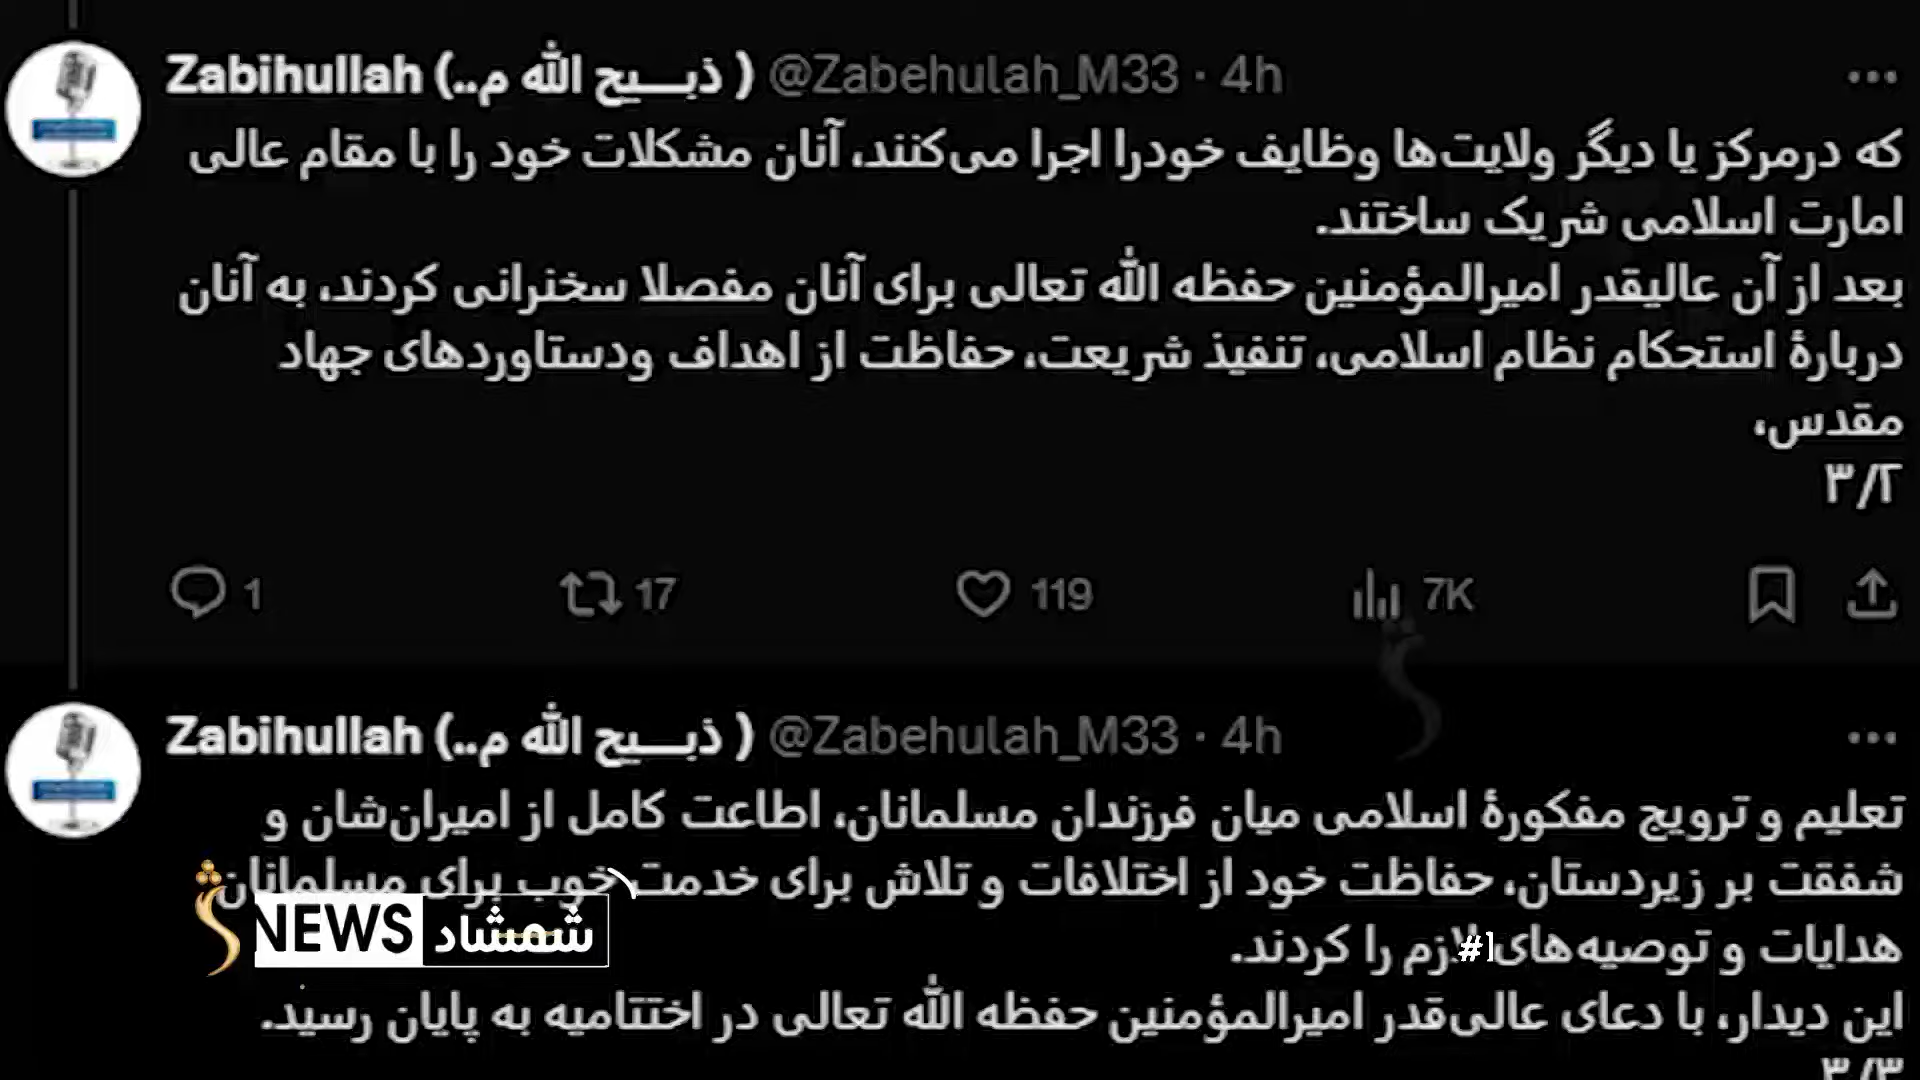 Zabihullah (..ذبـــیح الله م ) @Zabehulah_M33 · 4h
که درمرکز یا دیگر ولایت‌ها وظایف خودرا اجرا می‌کنند، آنان مشکلات خود را با مقام عالی
امارت اسلامی شریک ساختند.
بعد از آن عالیقدر امیرالمؤمنین حفظه الله تعالی برای آنان مفصلا سخنرانی کردند، به آنان
دربارهٔ استحکام نظام اسلامی، تنفیذ شریعت، حفاظت از اهداف ودستاوردهای جهاد
مقدس،
۳/۲
1 17 119 7K
Zabihullah (..ذبـــیح الله م ) @Zabehulah_M33 · 4h
تعلیم و ترویج مفکورهٔ اسلامی میان فرزندان مسلمانان، اطاعت کامل از امیران‌شان و
شفقت بر زیردستان، حفاظت خود از اختلافات و تلاش برای خدمت خوب برای مسلمانان
هدایات و توصیه‌های لازم را کردند.
#1
NEWS شمشاد
این دیدار، با دعای عالی‌قدر امیرالمؤمنین حفظه الله تعالی در اختتامیه به پایان رسید.
۳/۳